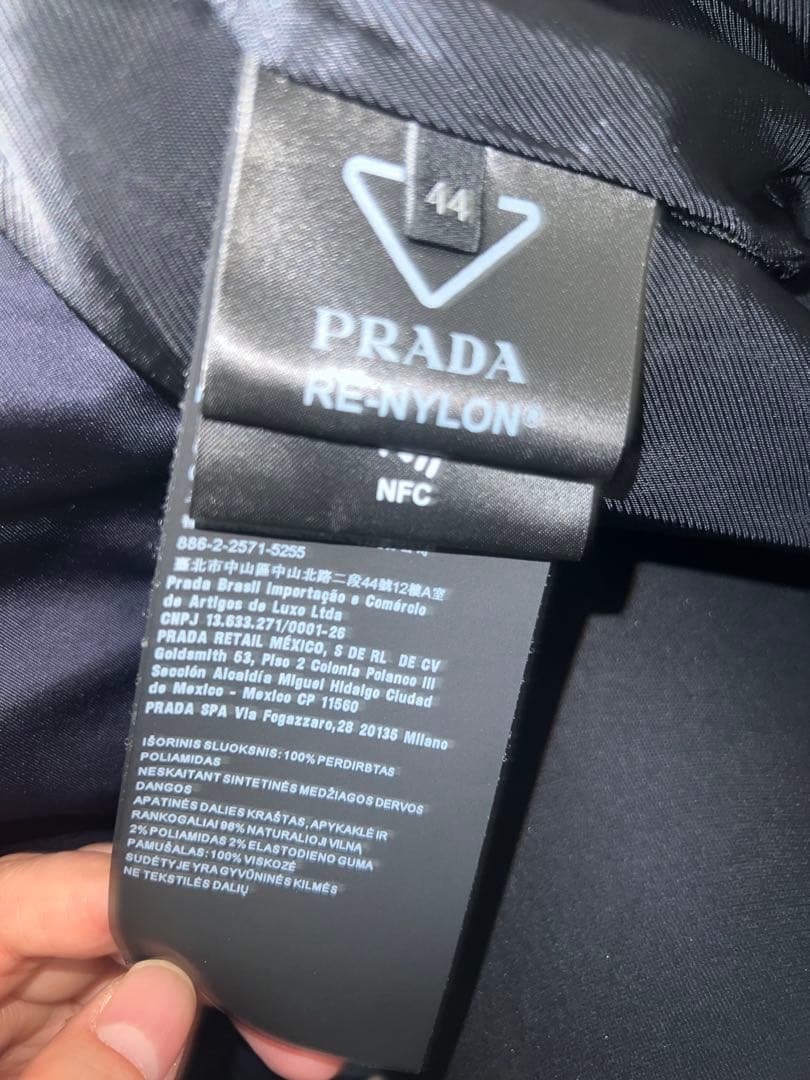 44
PRADA
RE-NYLON®
NFC
886-2-2571-5255
臺北市中山區中山北路二段44號12樓A室
Prada Brasil Importação e Comércio
de Artigos de Luxo Ltda
CNPJ 13.633.271/0001-26
PRADA RETAIL MÉXICO, S DE RL DE CV
Goldsmith 53, Piso 2 Colonia Polanco III
Sección Alcaldía Miguel Hidalgo Ciudad
de Mexico - Mexico CP 11560
PRADA SPA Via Fogazzaro,28 20135 Milano
IŠORINIS SLUOKSNIS: 100% PERDIRBTAS
POLIAMIDAS
NESKAITANT SINTETINĖS MEDŽIAGOS DERVOS
DANGOS
APATINĖS DALIES KRAŠTAS, APYKAKLĖ IR
RANKOGALIAI 96% NATURALIOJI VILNA
2% POLIAMIDAS 2% ELASTODIENO GUMA
PAMUŠALAS: 100% VISKOZĖ
SUDĖTYJE YRA GYVŪNINĖS KILMĖS
NE TEKSTILĖS DALIŲ